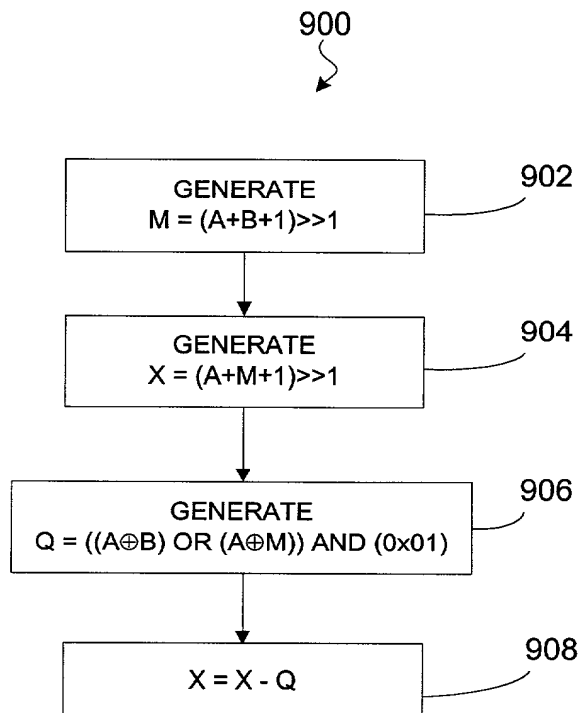 900
GENERATE
M = (A+B+1)>>1
902
GENERATE
X = (A+M+1)>>1
904
GENERATE
Q = ((A⊕B) OR (A⊕M)) AND (0x01)
906
X = X - Q
908